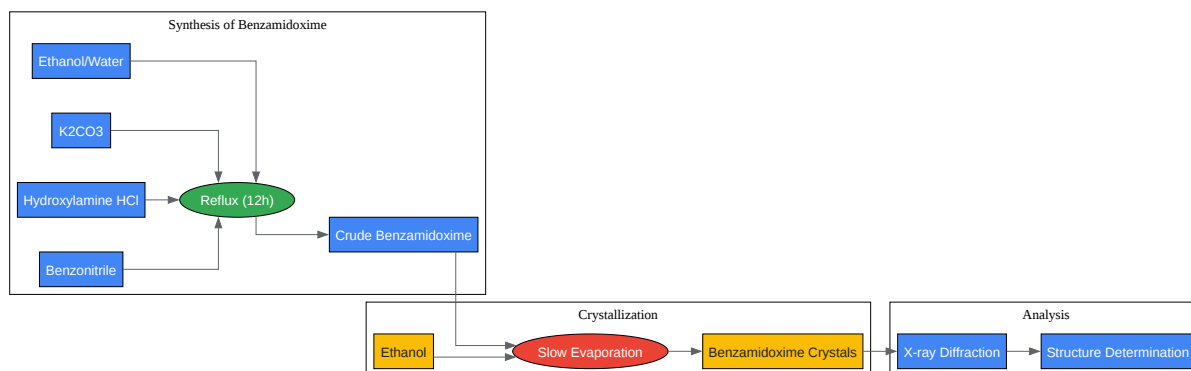 Synthesis of Benzamidoxime
Ethanol/Water
K2CO3
Hydroxylamine HCl
Reflux (12h)
Benzonitrile
Crude Benzamidoxime
Crystallization
Ethanol
Slow Evaporation
Benzamidoxime Crystals
Analysis
X-ray Diffraction
Structure Determination